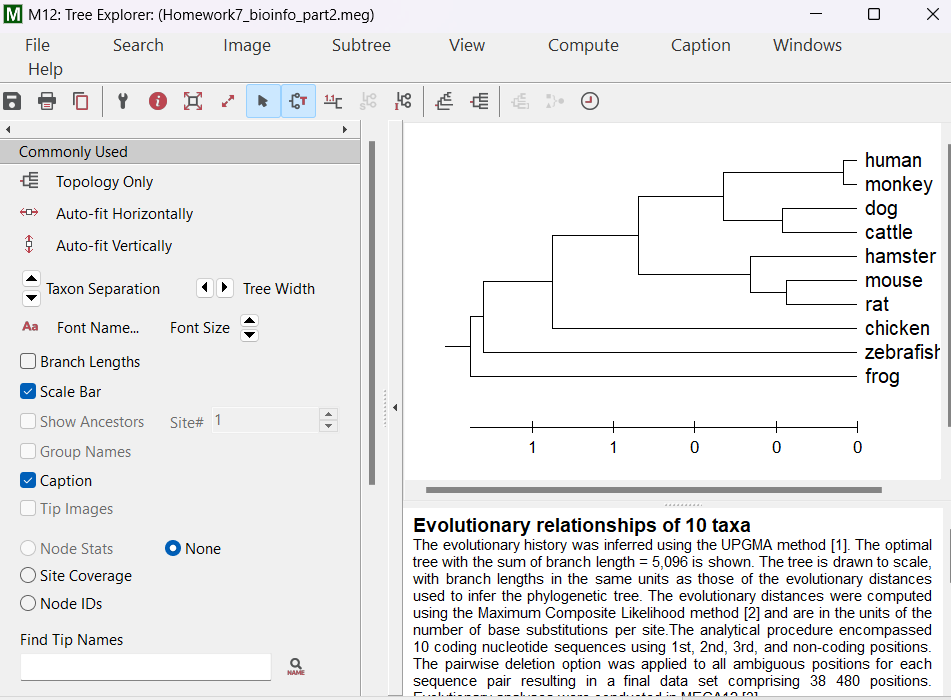 M12: Tree Explorer: (Homework7_bioinfo_part2.meg)
File Search Image Subtree View Compute Caption Windows
Help
Commonly Used
Topology Only
Auto-fit Horizontally
Auto-fit Vertically
Taxon Separation Tree Width
Aa Font Name... Font Size
Branch Lengths
Scale Bar
Show Ancestors Site# 1
Group Names
Caption
Tip Images
Node Stats None
Site Coverage
Node IDs
Find Tip Names
NAME
human
monkey
dog
cattle
hamster
mouse
rat
chicken
zebrafish
frog
1 1 0 0 0
Evolutionary relationships of 10 taxa
The evolutionary history was inferred using the UPGMA method [1]. The optimal
tree with the sum of branch length = 5,096 is shown. The tree is drawn to scale,
with branch lengths in the same units as those of the evolutionary distances
used to infer the phylogenetic tree. The evolutionary distances were computed
using the Maximum Composite Likelihood method [2] and are in the units of the
number of base substitutions per site.The analytical procedure encompassed
10 coding nucleotide sequences using 1st, 2nd, 3rd, and non-coding positions.
The pairwise deletion option was applied to all ambiguous positions for each
sequence pair resulting in a final data set comprising 38 480 positions.
Evolutionary analyses were conducted in MEGA12 [3]